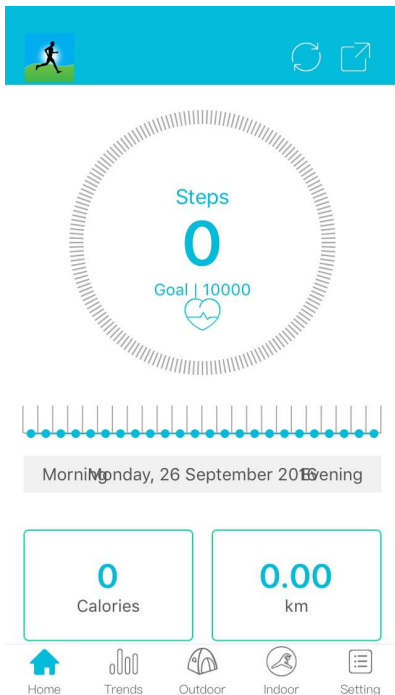 Steps
0
Goal | 10000
Morning Monday, 26 September 2016 Evening
0 0.00
Calories km
Home Trends Outdoor Indoor Setting